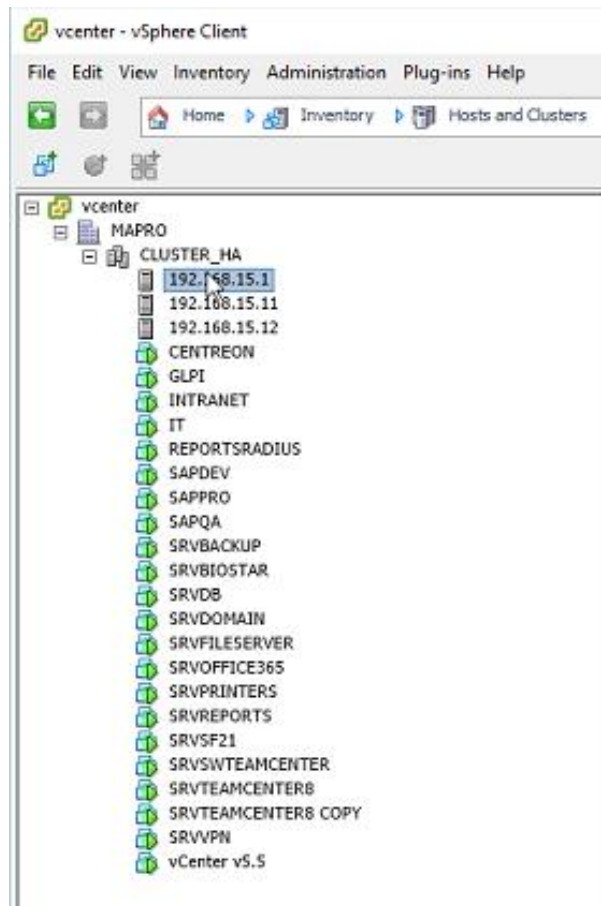 vcenter - vSphere Client
File Edit View Inventory Administration Plug-ins Help
Home Inventory Hosts and Clusters
vcenter
MAPRO
CLUSTER_HA
192.168.15.1
192.168.15.11
192.168.15.12
CENTREON
GLPI
INTRANET
IT
REPORTSRADIUS
SAPDEV
SAPPRO
SAPQA
SRVBACKUP
SRVBIOSTAR
SRVDB
SRVDOMAIN
SRVFILESERVER
SRVOFFICE365
SRVPRINTERS
SRVREPORTS
SRVSF21
SRVSWTEAMCENTER
SRVTEAMCENTER8
SRVTEAMCENTER8 COPY
SRVVPN
vCenter v5.5